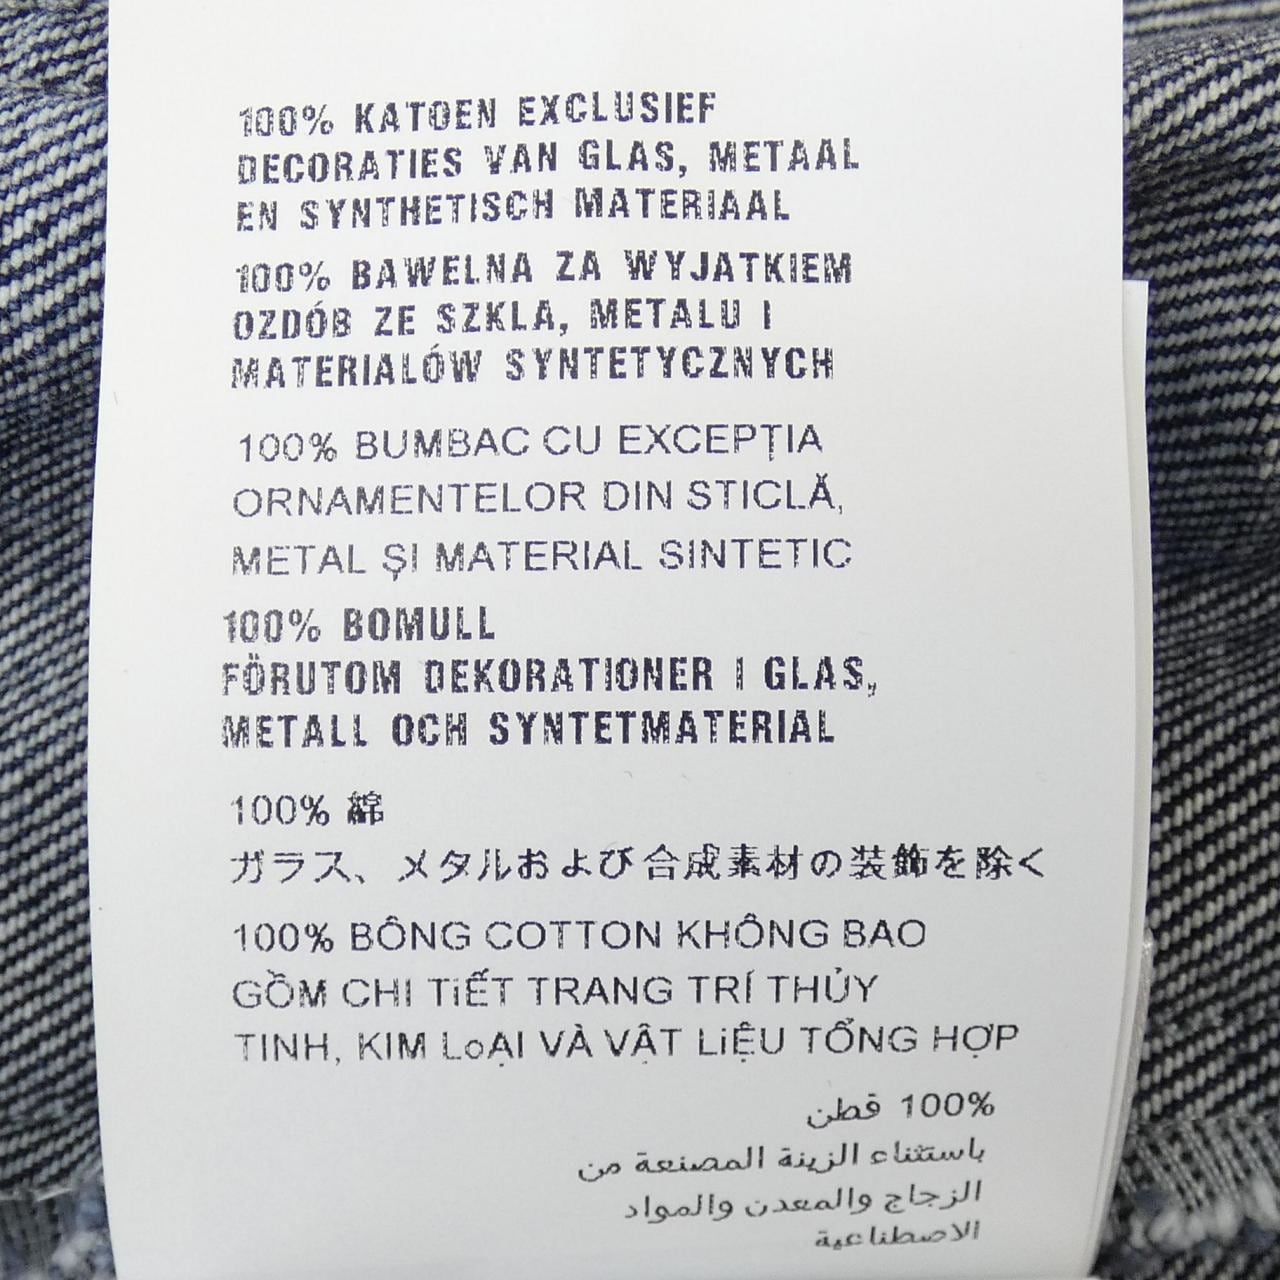 100% KATOEN EXCLUSIEF
DECORATIES VAN GLAS, METAAL
EN SYNTHETISCH MATERIAAL
100% BAWELNA ZA WYJATKIEM
OZDÓB ZE SZKLA, METALU I
MATERIALÓW SYNTETYCZNYCH
100% BUMBAC CU EXCEPȚIA
ORNAMENTELOR DIN STICLĂ,
METAL ȘI MATERIAL SINTETIC
100% BOMULL
FÖRUTOM DEKORATIONER I GLAS,
METALL OCH SYNTETMATERIAL
100% 綿
ガラス、メタルおよび合成素材の装飾を除く
100% BÔNG COTTON KHÔNG BAO
GỒM CHI TiẾT TRANG TRÍ THỦY
TINH, KIM LoẠI VÀ VẬT LiỆU TỔNG HỢP
100% قطن
باستثناء الزينة المصنعة من
الزجاج والمعدن والمواد
الاصطناعية